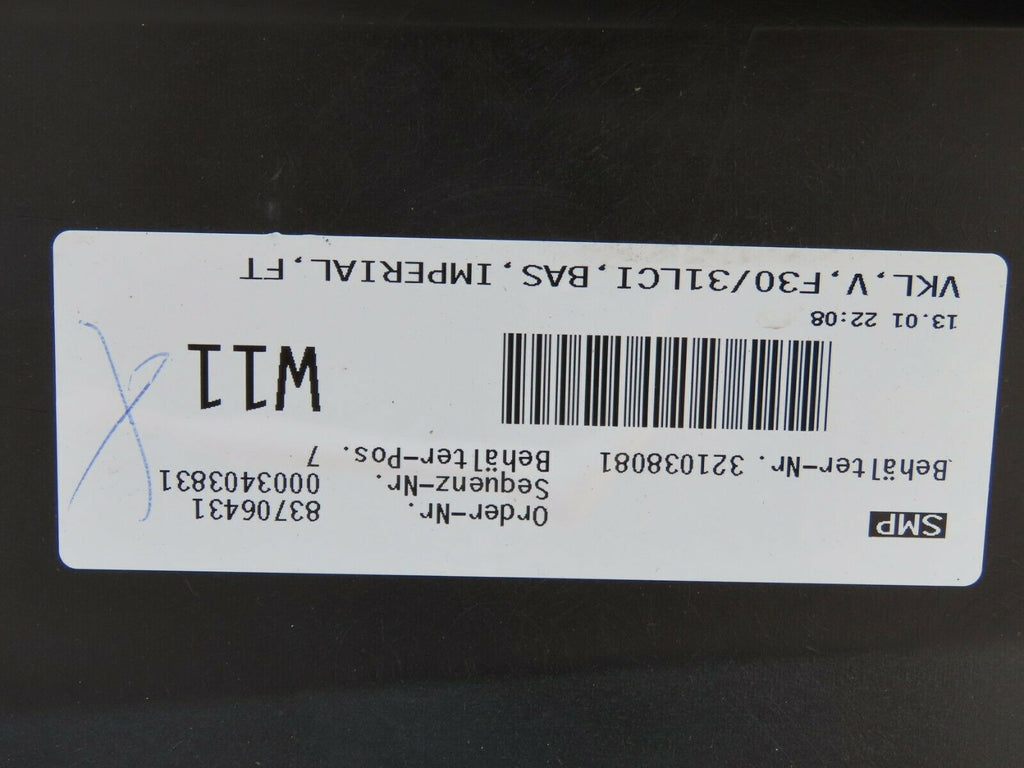 SMP
Order-Nr. 83706431
Sequenz-Nr. 0003403831
Behälter-Nr. 321038081 Behälter-Pos. 7
W11
13.01 22:08
VKL,V,F30/31LCI,BAS,IMPERIAL,FT